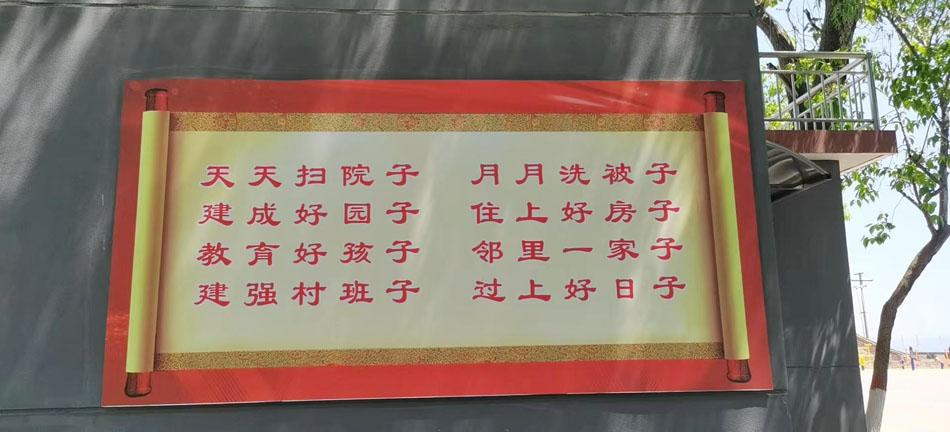 天天扫院子 月月洗被子
建成好园子 住上好房子
教育好孩子 邻里一家子
建强村班子 过上好日子